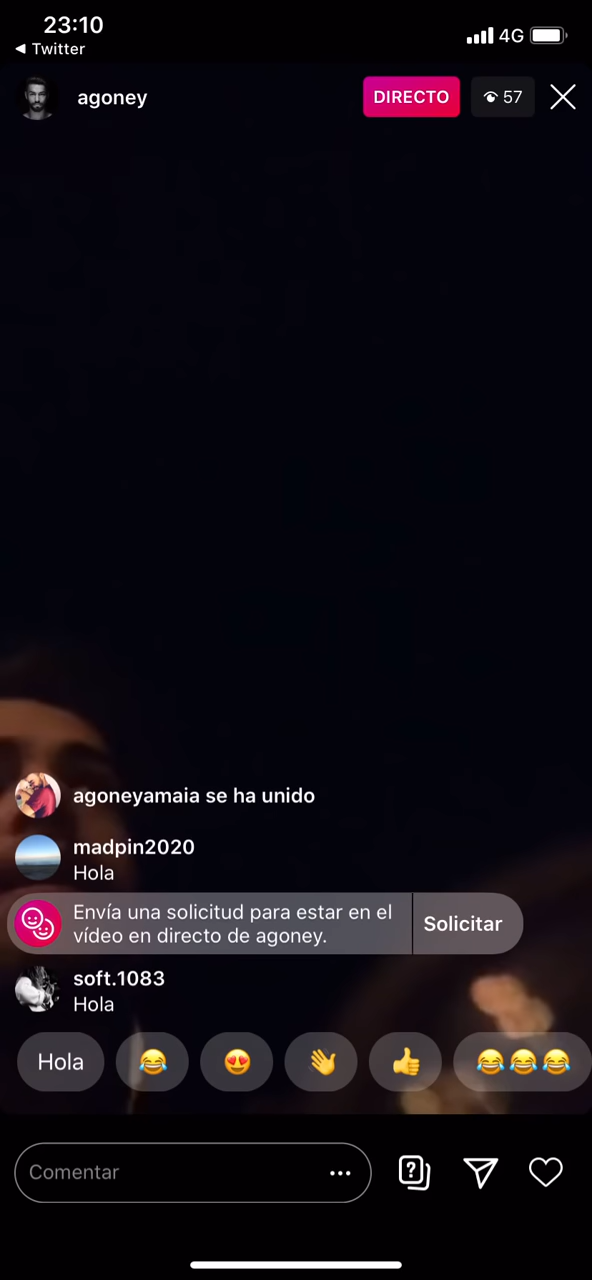 23:10
4G
◀ Twitter
agoney
DIRECTO
57
agoneyamaia se ha unido
madpin2020
Hola
Envía una solicitud para estar en el
vídeo en directo de agoney.
Solicitar
soft.1083
Hola
Hola 😂 😍 👋 👍 😂😂😂
Comentar